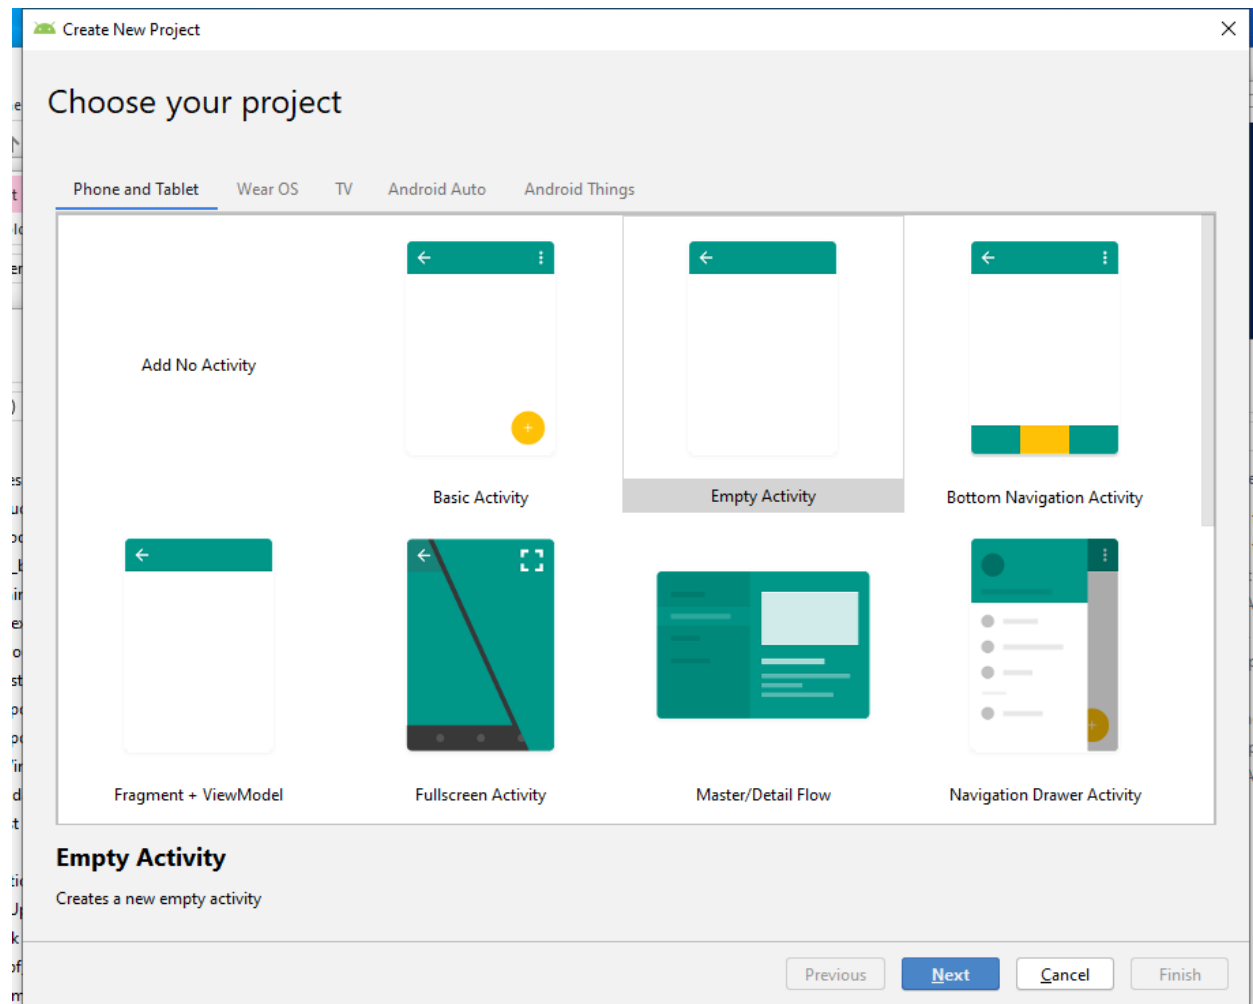 Create New Project
Choose your project
Phone and Tablet Wear OS TV Android Auto Android Things
Add No Activity
Basic Activity
Empty Activity
Bottom Navigation Activity
Fragment + ViewModel
Fullscreen Activity
Master/Detail Flow
Navigation Drawer Activity
Empty Activity
Creates a new empty activity
Previous Next Cancel Finish